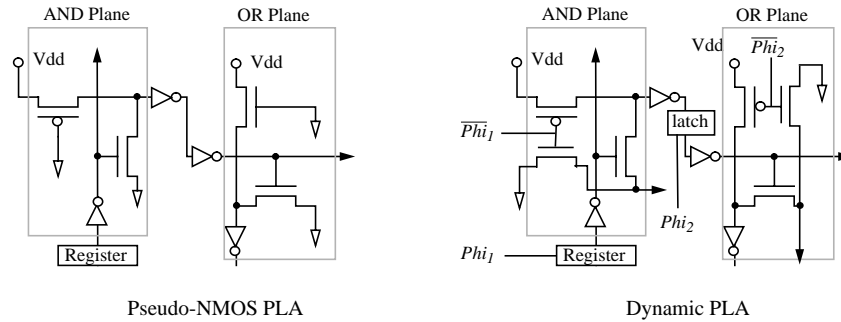 AND Plane
OR Plane
Vdd
Vdd
Register
Pseudo-NMOS PLA
AND Plane
OR Plane
Vdd
Vdd
Phi2
Phi1
latch
Phi2
Phi1
Register
Dynamic PLA